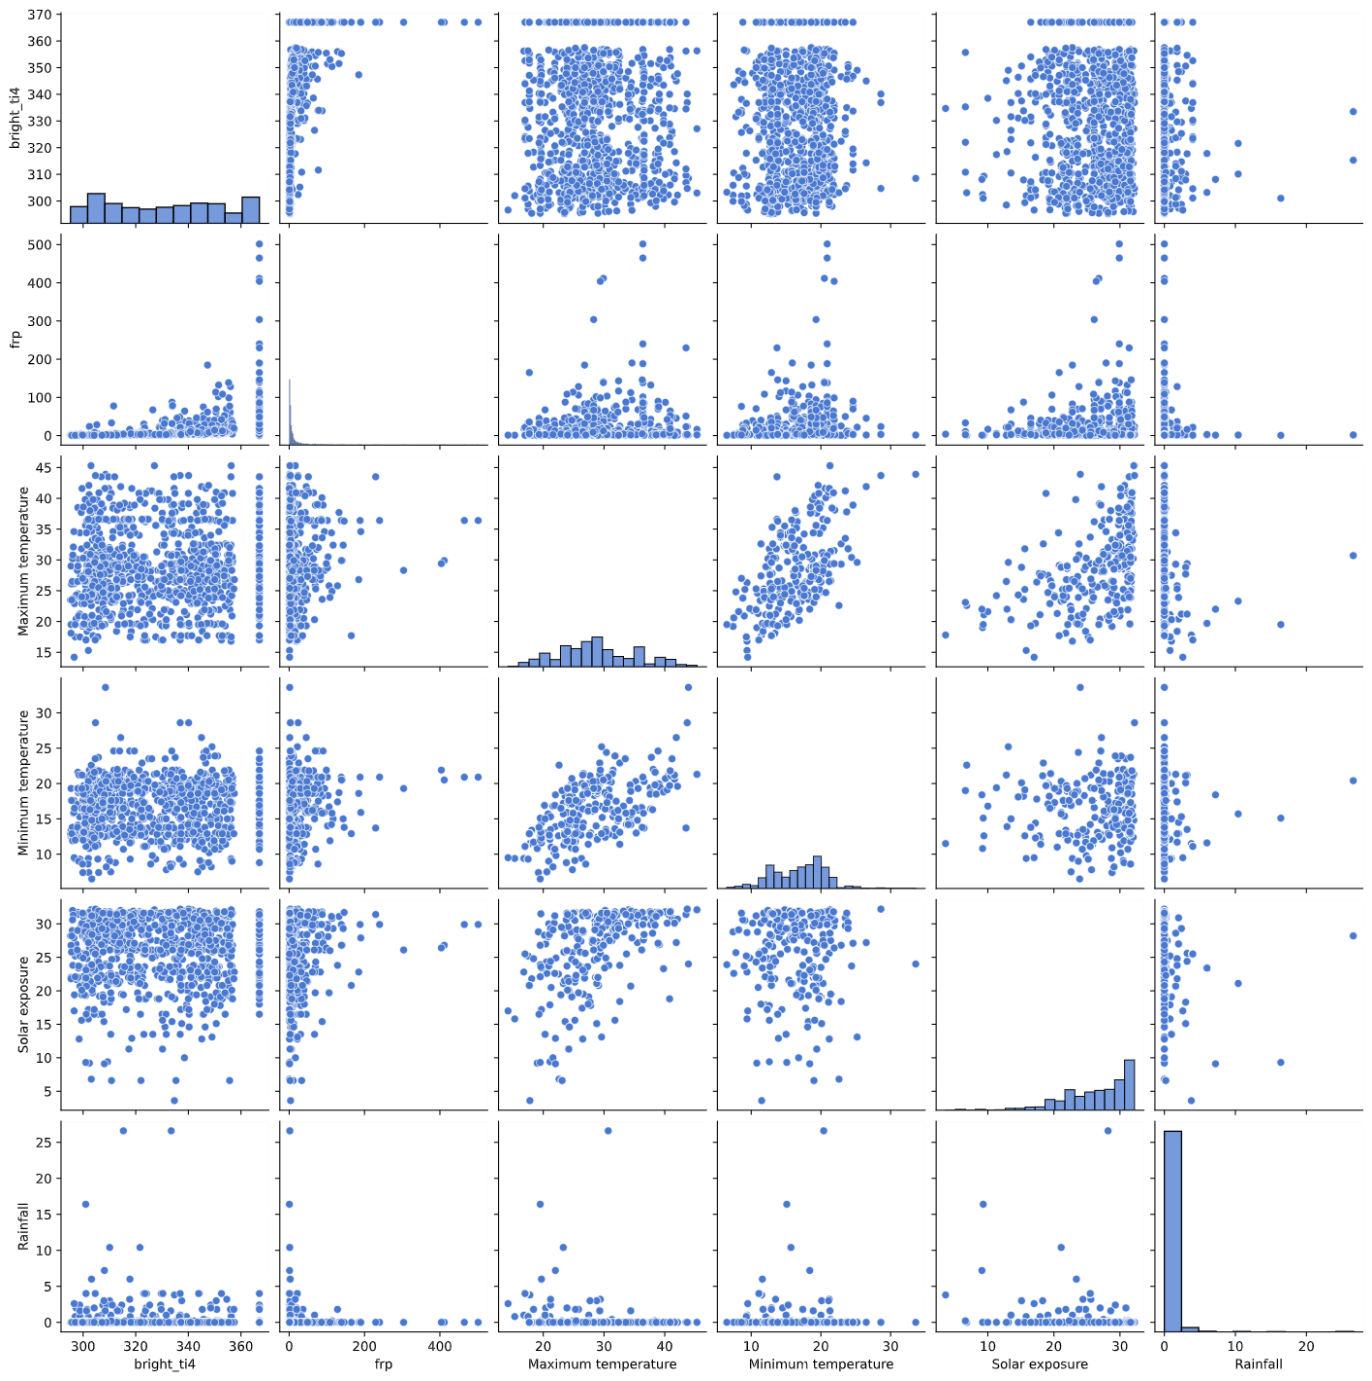 370
360
350
340
330
320
310
300
bright_ti4
500
400
300
200
100
0
frp
45
40
35
30
25
20
15
Maximum temperature
30
25
20
15
10
Minimum temperature
30
25
20
15
10
5
Solar exposure
25
20
15
10
5
0
Rainfall
300 320 340 360
0 200 400
20 30 40
10 20 30
10 20 30
0 10 20
bright_ti4
frp
Maximum temperature
Minimum temperature
Solar exposure
Rainfall